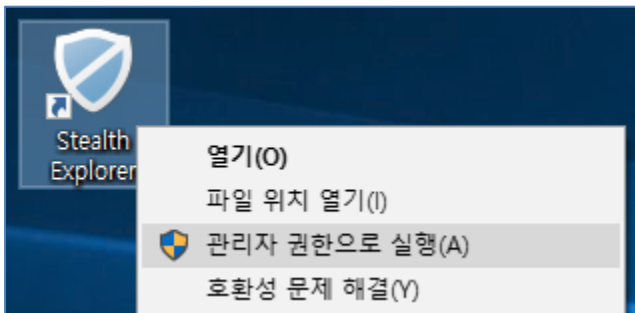 Stealth
Explorer
열기(O)
파일 위치 열기(I)
관리자 권한으로 실행(A)
호환성 문제 해결(Y)